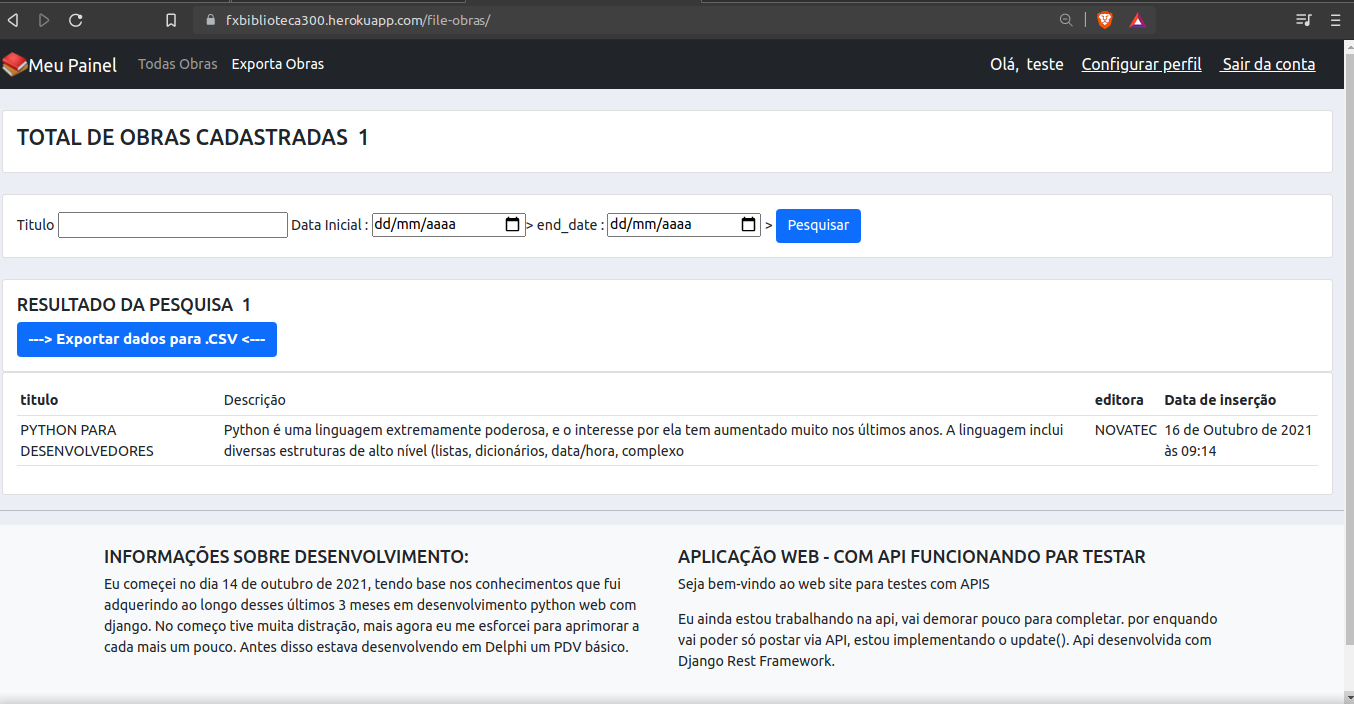 fxbiblioteca300.herokuapp.com/file-obras/
Meu Painel Todas Obras Exporta Obras Olá, teste Configurar perfil Sair da conta
TOTAL DE OBRAS CADASTRADAS 1
Titulo Data Inicial : dd/mm/aaaa > end_date : dd/mm/aaaa > Pesquisar
RESULTADO DA PESQUISA 1
---> Exportar dados para .CSV <---
titulo Descrição editora Data de inserção
PYTHON PARA Python é uma linguagem extremamente poderosa, e o interesse por ela tem aumentado muito nos últimos anos. A linguagem inclui NOVATEC 16 de Outubro de 2021
DESENVOLVEDORES diversas estruturas de alto nível (listas, dicionários, data/hora, complexo às 09:14
INFORMAÇÕES SOBRE DESENVOLVIMENTO:
Eu começei no dia 14 de outubro de 2021, tendo base nos conhecimentos que fui
adquerindo ao longo desses últimos 3 meses em desenvolvimento python web com
django. No começo tive muita distração, mais agora eu me esforcei para aprimorar a
cada mais um pouco. Antes disso estava desenvolvendo em Delphi um PDV básico.
APLICAÇÃO WEB - COM API FUNCIONANDO PAR TESTAR
Seja bem-vindo ao web site para testes com APIS
Eu ainda estou trabalhando na api, vai demorar pouco para completar. por enquando
vai poder só postar via API, estou implementando o update(). Api desenvolvida com
Django Rest Framework.